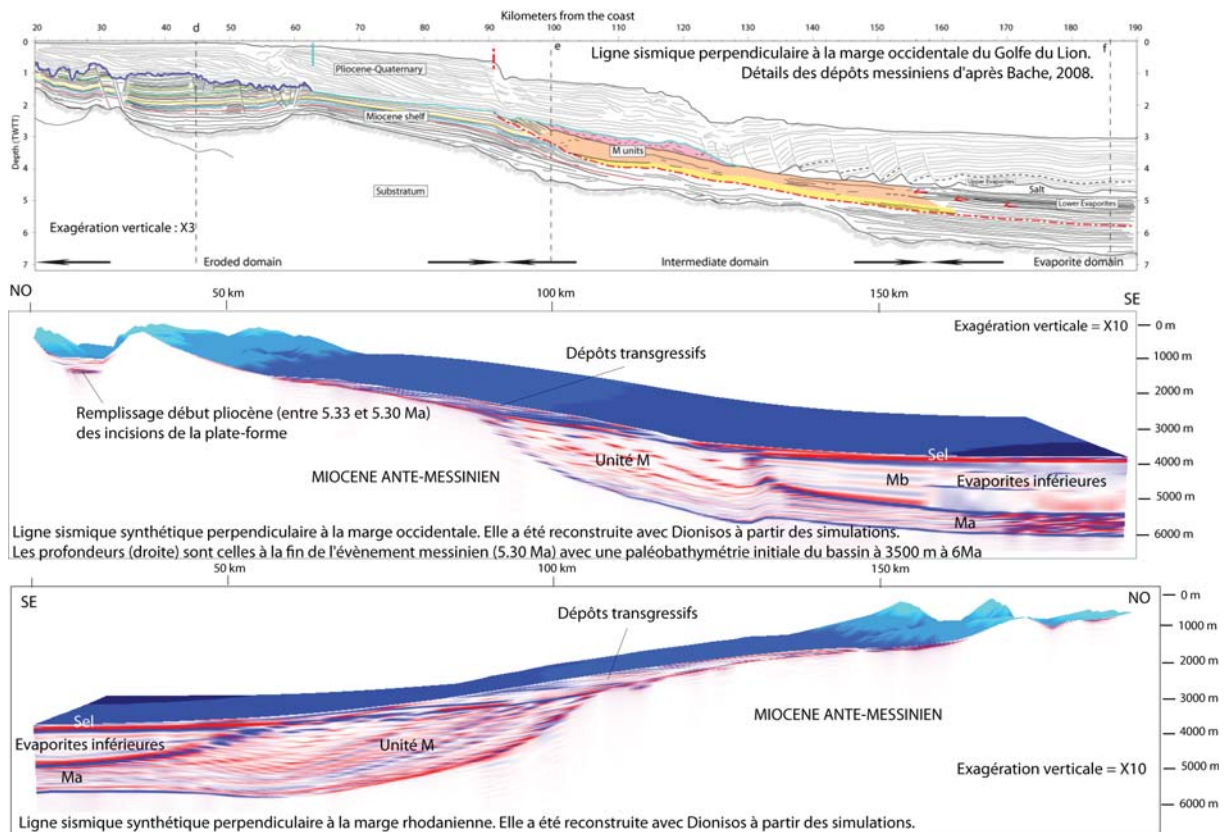 Kilometers from the coast
20 30 40 d 50 60 70 80 90 100 e 110 120 130 140 150 160 170 180 f 190
Ligne sismique perpendiculaire à la marge occidentale du Golfe du Lion.
Détails des dépôts messiniens d'après Bache, 2008.
Depth (TWTT)
0 1 2 3 4 5 6 7
0 1 2 3 4 5 6 7
Pliocene-Quaternary
Miocene shelf
M units
Substratum
Upper Evaporites
Salt
Lower Evaporites
Exagération verticale : X3
Eroded domain
Intermediate domain
Evaporite domain
NO
50 km
100 km
150 km
SE
Exagération verticale = X10
0 m
1000 m
2000 m
3000 m
4000 m
5000 m
6000 m
Dépôts transgressifs
Remplissage début pliocène (entre 5.33 et 5.30 Ma)
des incisions de la plate-forme
MIOCENE ANTE-MESSINIEN
Unité M
Sel
Mb
Evaporites inférieures
Ma
Ligne sismique synthétique perpendiculaire à la marge occidentale. Elle a été reconstruite avec Dionisos à partir des simulations.
Les profondeurs (droite) sont celles à la fin de l'évènement messinien (5.30 Ma) avec une paléobathymétrie initiale du bassin à 3500 m à 6Ma
50 km
100 km
150 km
SE
NO
Dépôts transgressifs
0 m
1000 m
2000 m
3000 m
4000 m
5000 m
6000 m
Sel
Evaporites inférieures
Unité M
Ma
MIOCENE ANTE-MESSINIEN
Exagération verticale = X10
Ligne sismique synthétique perpendiculaire à la marge rhodanienne. Elle a été reconstruite avec Dionisos à partir des simulations.